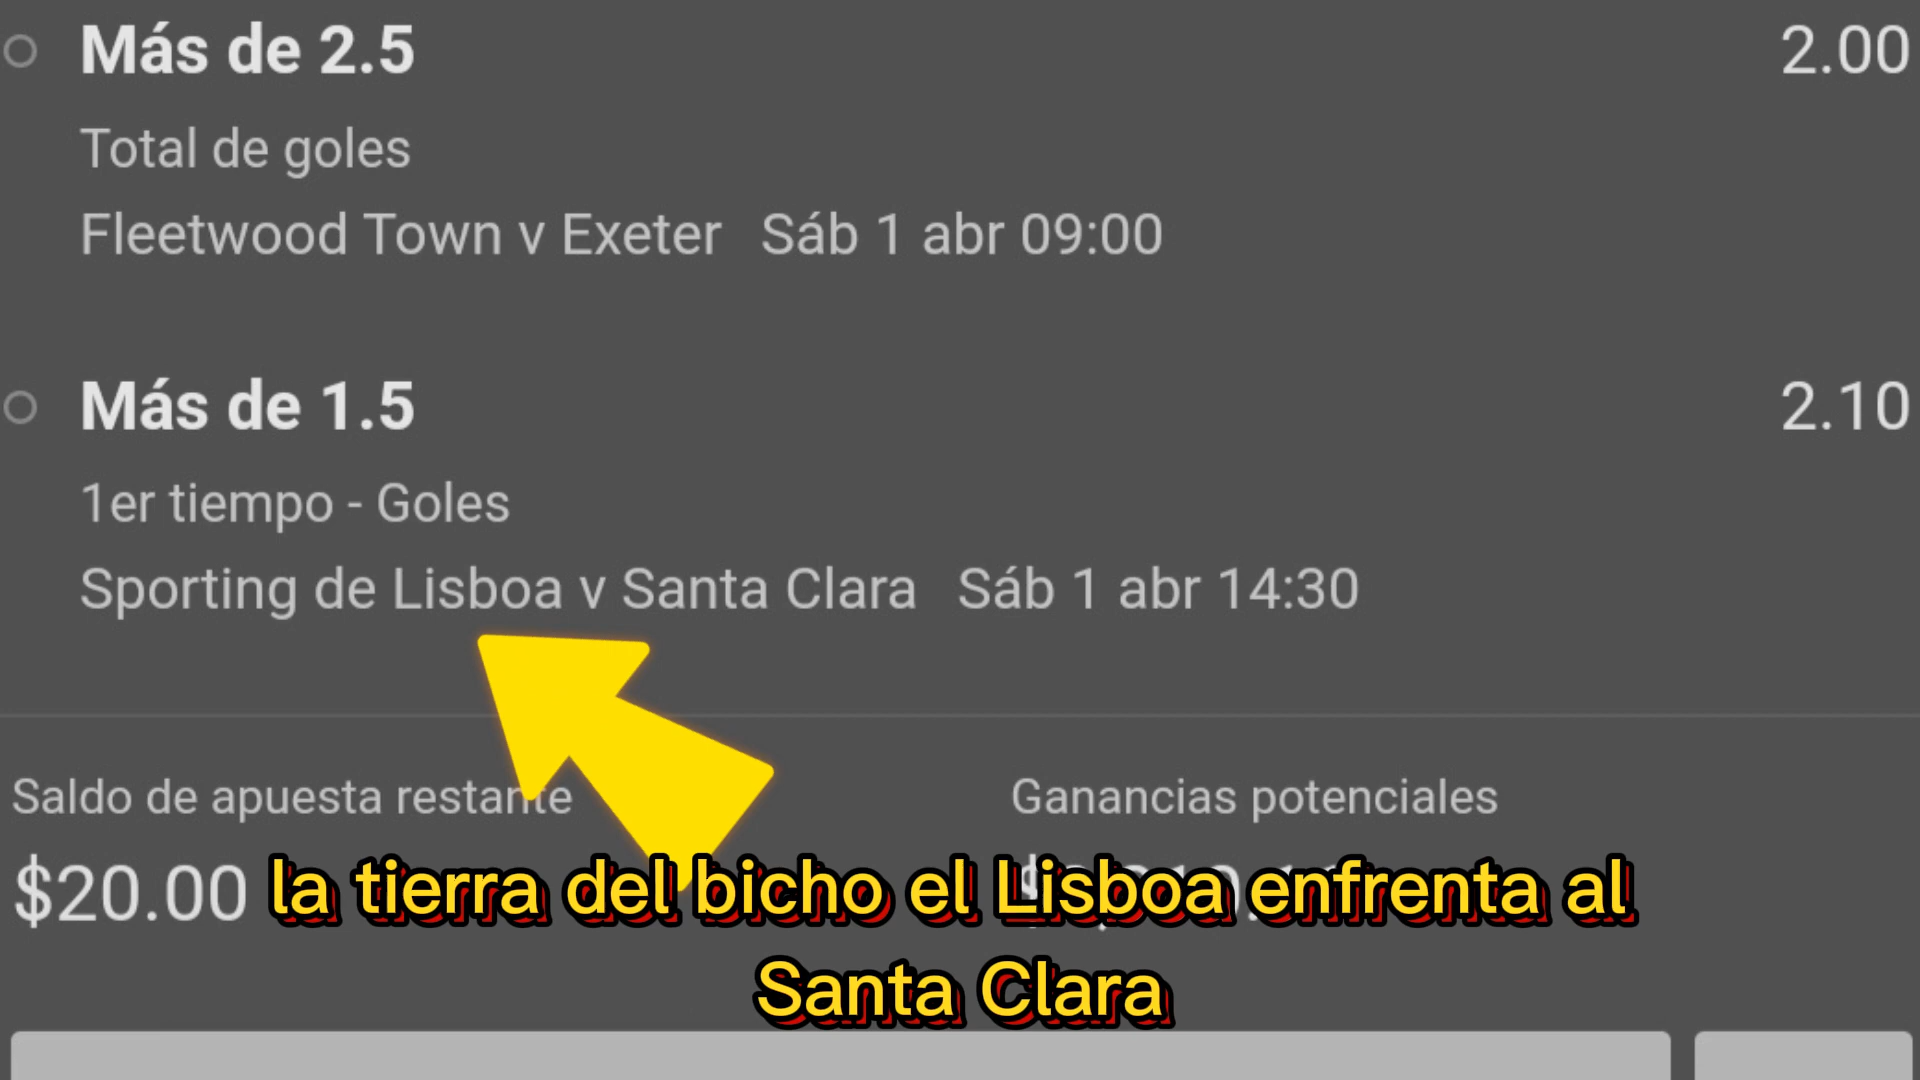 Más de 2.5 2.00
Total de goles
Fleetwood Town v Exeter Sáb 1 abr 09:00
Más de 1.5 2.10
1er tiempo - Goles
Sporting de Lisboa v Santa Clara Sáb 1 abr 14:30
Saldo de apuesta restante Ganancias potenciales
$20.00
la tierra del bicho el Lisboa enfrenta al
Santa Clara